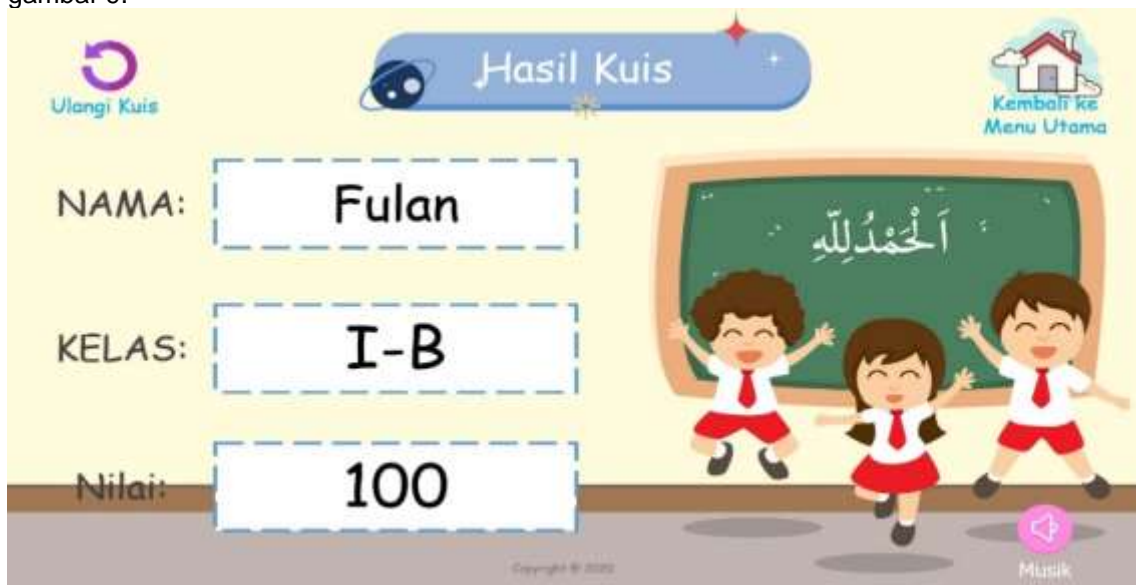 Hasil Kuis
Ulangi Kuis
Kembali ke
Menu Utama
NAMA: Fulan
KELAS: I-B
Nilai: 100
اَلْحَمْدُلِلّٰهِ
Musik